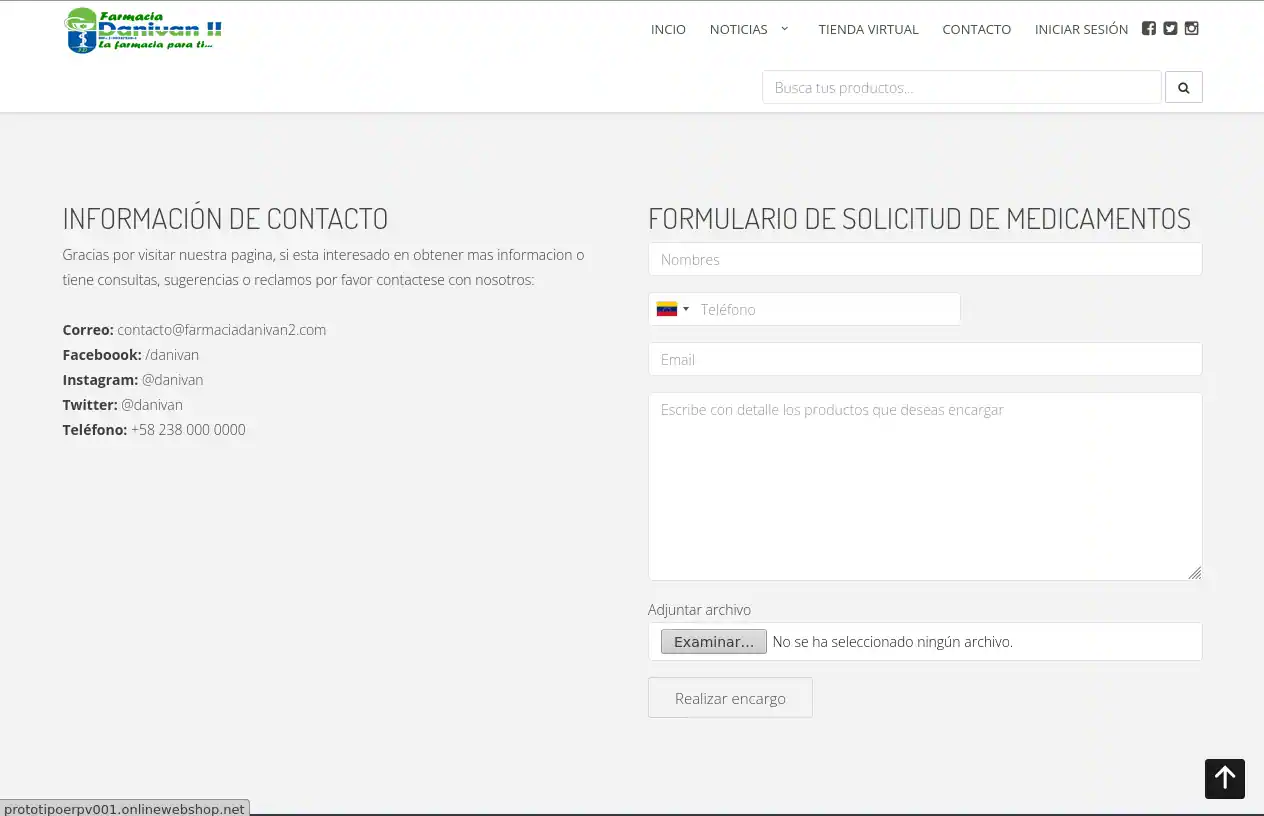 Farmacia
Danivan II
La farmacia para ti...
INCIO NOTICIAS TIENDA VIRTUAL CONTACTO INICIAR SESIÓN
Busca tus productos...
INFORMACIÓN DE CONTACTO
Gracias por visitar nuestra pagina, si esta interesado en obtener mas informacion o
tiene consultas, sugerencias o reclamos por favor contactese con nosotros:
Correo: contacto@farmaciadanivan2.com
Faceboook: /danivan
Instagram: @danivan
Twitter: @danivan
Teléfono: +58 238 000 0000
FORMULARIO DE SOLICITUD DE MEDICAMENTOS
Nombres
Teléfono
Email
Escribe con detalle los productos que deseas encargar
Adjuntar archivo
Examinar... No se ha seleccionado ningún archivo.
Realizar encargo
prototipoerpv001.onlinewebshop.net